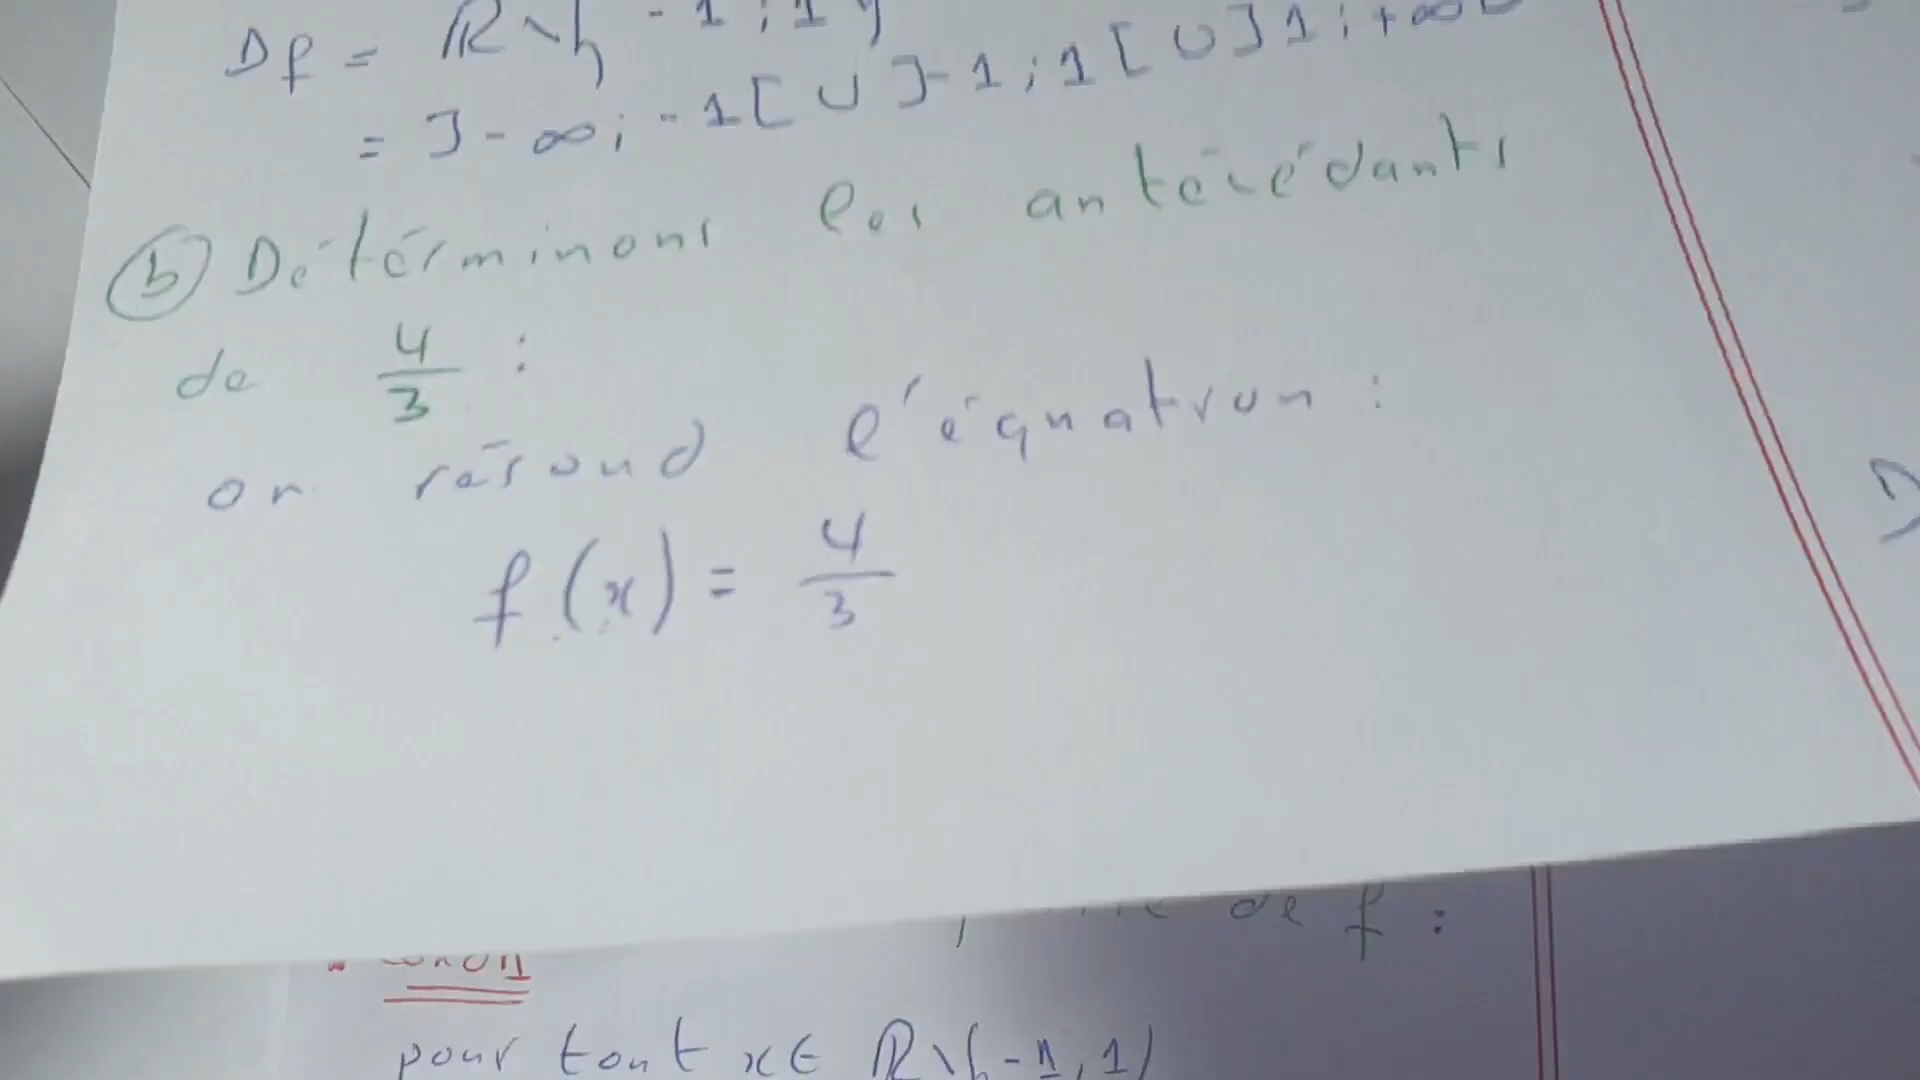 Df = ℝ \ { -1 ; 1 }
= ]-∞ ; -1[ ∪ ]-1 ; 1[ ∪ ]1 ; +∞[
ⓑ Détérminons les antécédants
de 4/3 :
on résoud l'équation :
f(x) = 4/3
de f :
pour tout x ∈ ℝ \ {-1, 1}